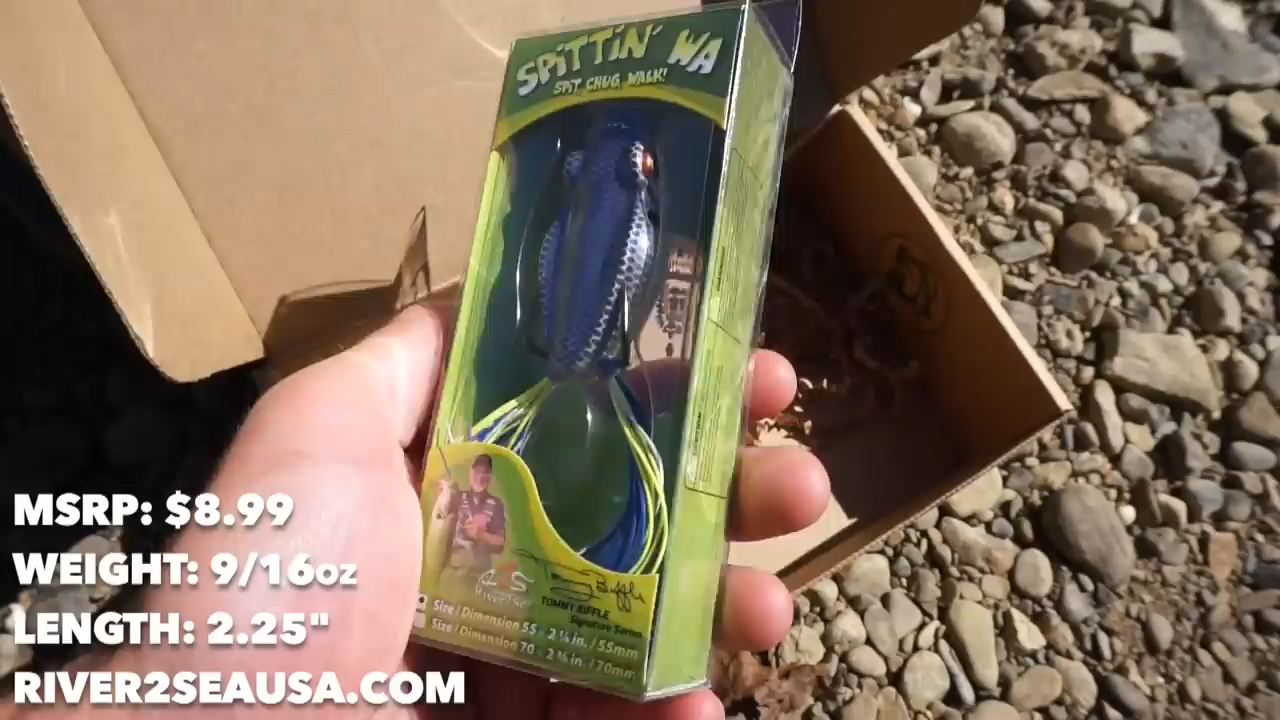 SPiTTiN' WA
SPIT CHUG WALK!
TOMMY BIFFLE
Signature Series
Size / Dimension 55 - 2 ¼ in. / 55mm
Size / Dimension 70 - 2 ¾ in. / 70mm
MSRP: $8.99
WEIGHT: 9/16oz
LENGTH: 2.25"
RIVER2SEAUSA.COM